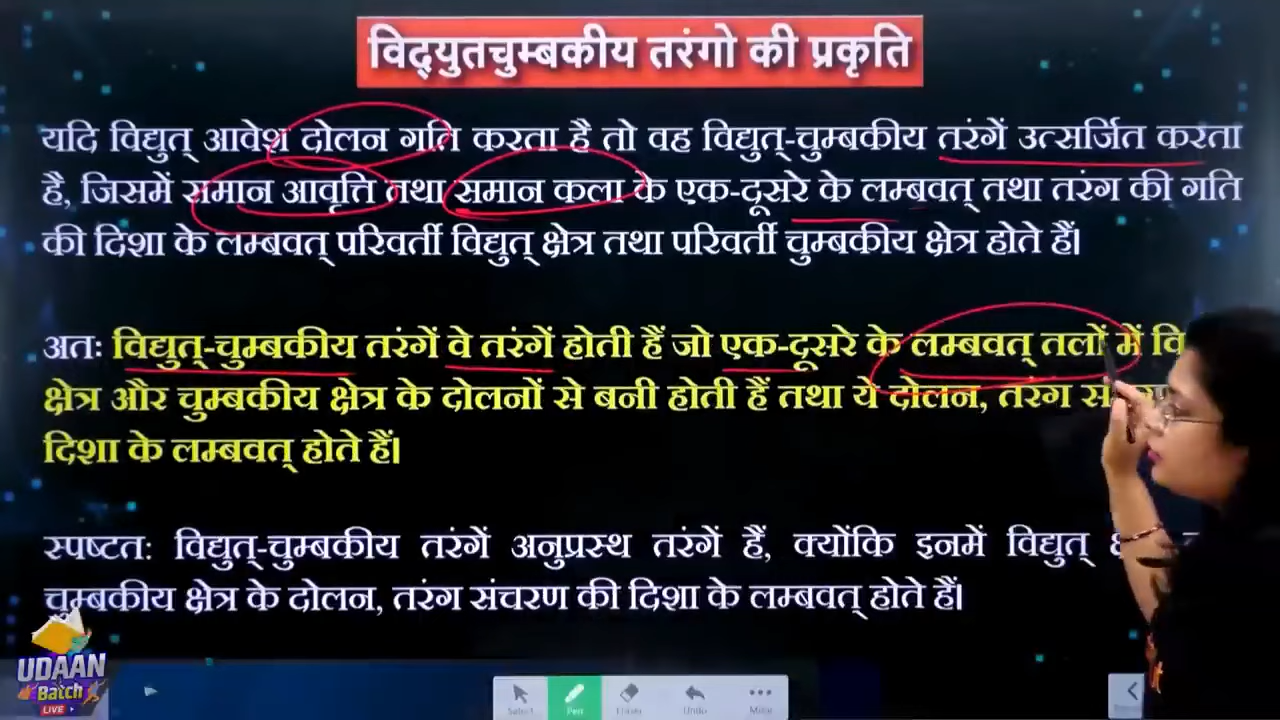 विद्युतचुम्बकीय तरंगो की प्रकृति
यदि विद्युत् आवेश दोलन गति करता है तो वह विद्युत्-चुम्बकीय तरंगें उत्सर्जित करता
है, जिसमें समान आवृत्ति तथा समान कला के एक-दूसरे के लम्बवत् तथा तरंग की गति
की दिशा के लम्बवत् परिवर्ती विद्युत् क्षेत्र तथा परिवर्ती चुम्बकीय क्षेत्र होते हैं।
अतः विद्युत्-चुम्बकीय तरंगें वे तरंगें होती हैं जो एक-दूसरे के लम्बवत् तलों में
क्षेत्र और चुम्बकीय क्षेत्र के दोलनों से बनी होती हैं तथा ये दोलन, तरंग
दिशा के लम्बवत् होते हैं।
स्पष्टत: विद्युत्-चुम्बकीय तरंगें अनुप्रस्थ तरंगें हैं, क्योंकि इनमें विद्युत्
चुम्बकीय क्षेत्र के दोलन, तरंग संचरण की दिशा के लम्बवत् होते हैं।
UDAAN
Batch
LIVE
Select Pen Eraser Undo More